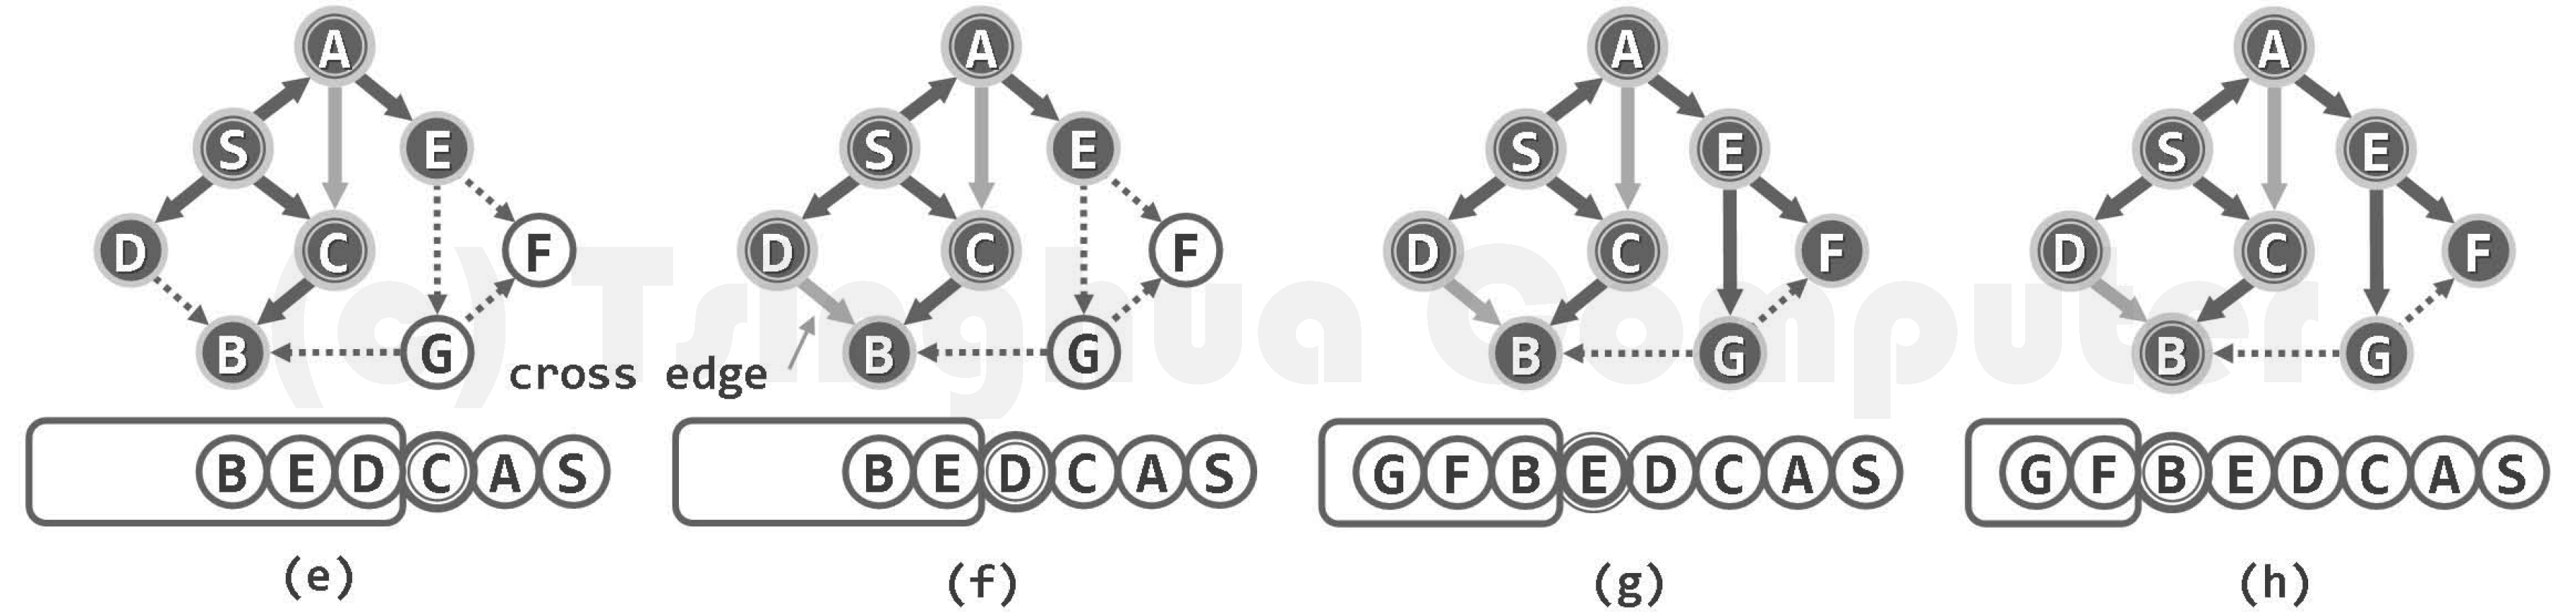 A A A A
S E S E S E S E
D C F D C F D C F D C F
B G B G B G B G
cross edge
(c) Tsinghua Computer
B E D C A S B E D C A S G F B E D C A S G F B E D C A S
(e) (f) (g) (h)